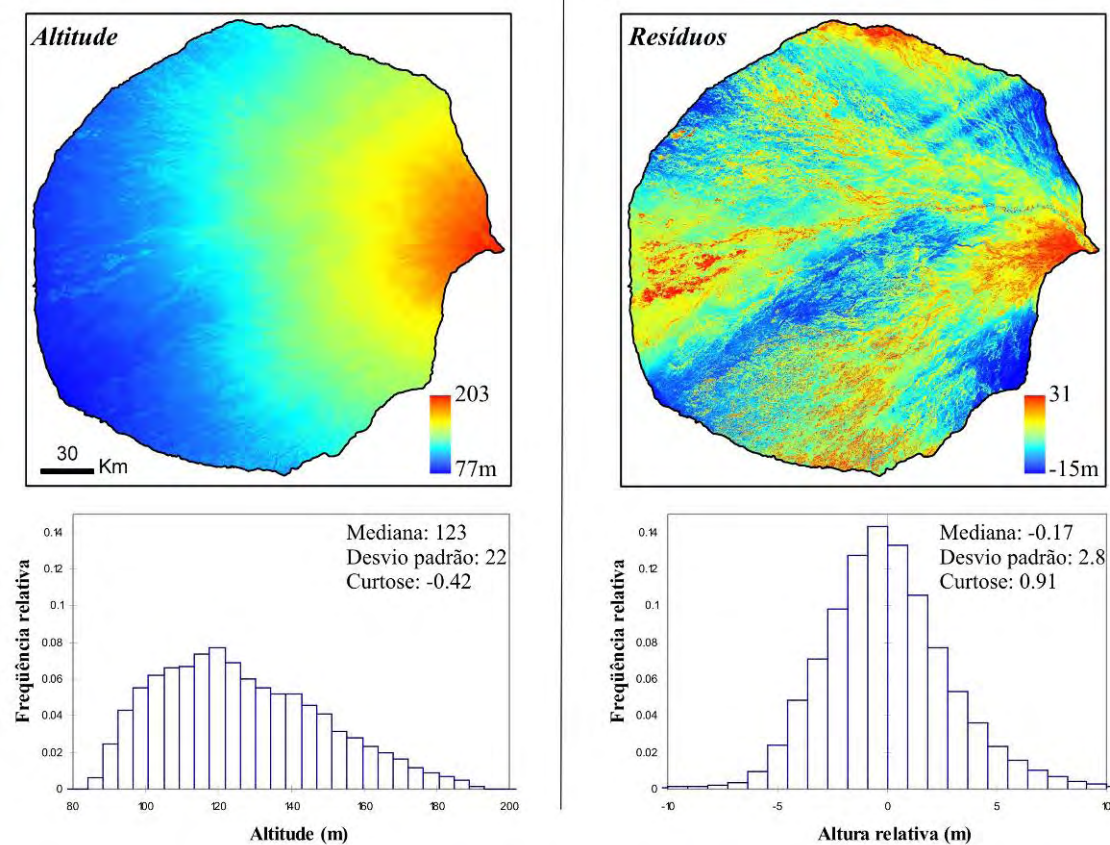 Altitude
203
77m
30
Km
Resíduos
31
-15m
Mediana: 123
Desvio padrão: 22
Curtose: -0.42
Freqüência relativa
0.14
0.12
0.1
0.08
0.06
0.04
0.02
0
80
100
120
140
160
180
200
Altitude (m)
Mediana: -0.17
Desvio padrão: 2.8
Curtose: 0.91
Freqüência relativa
0.14
0.12
0.1
0.08
0.06
0.04
0.02
0
-10
-5
0
5
10
Altura relativa (m)